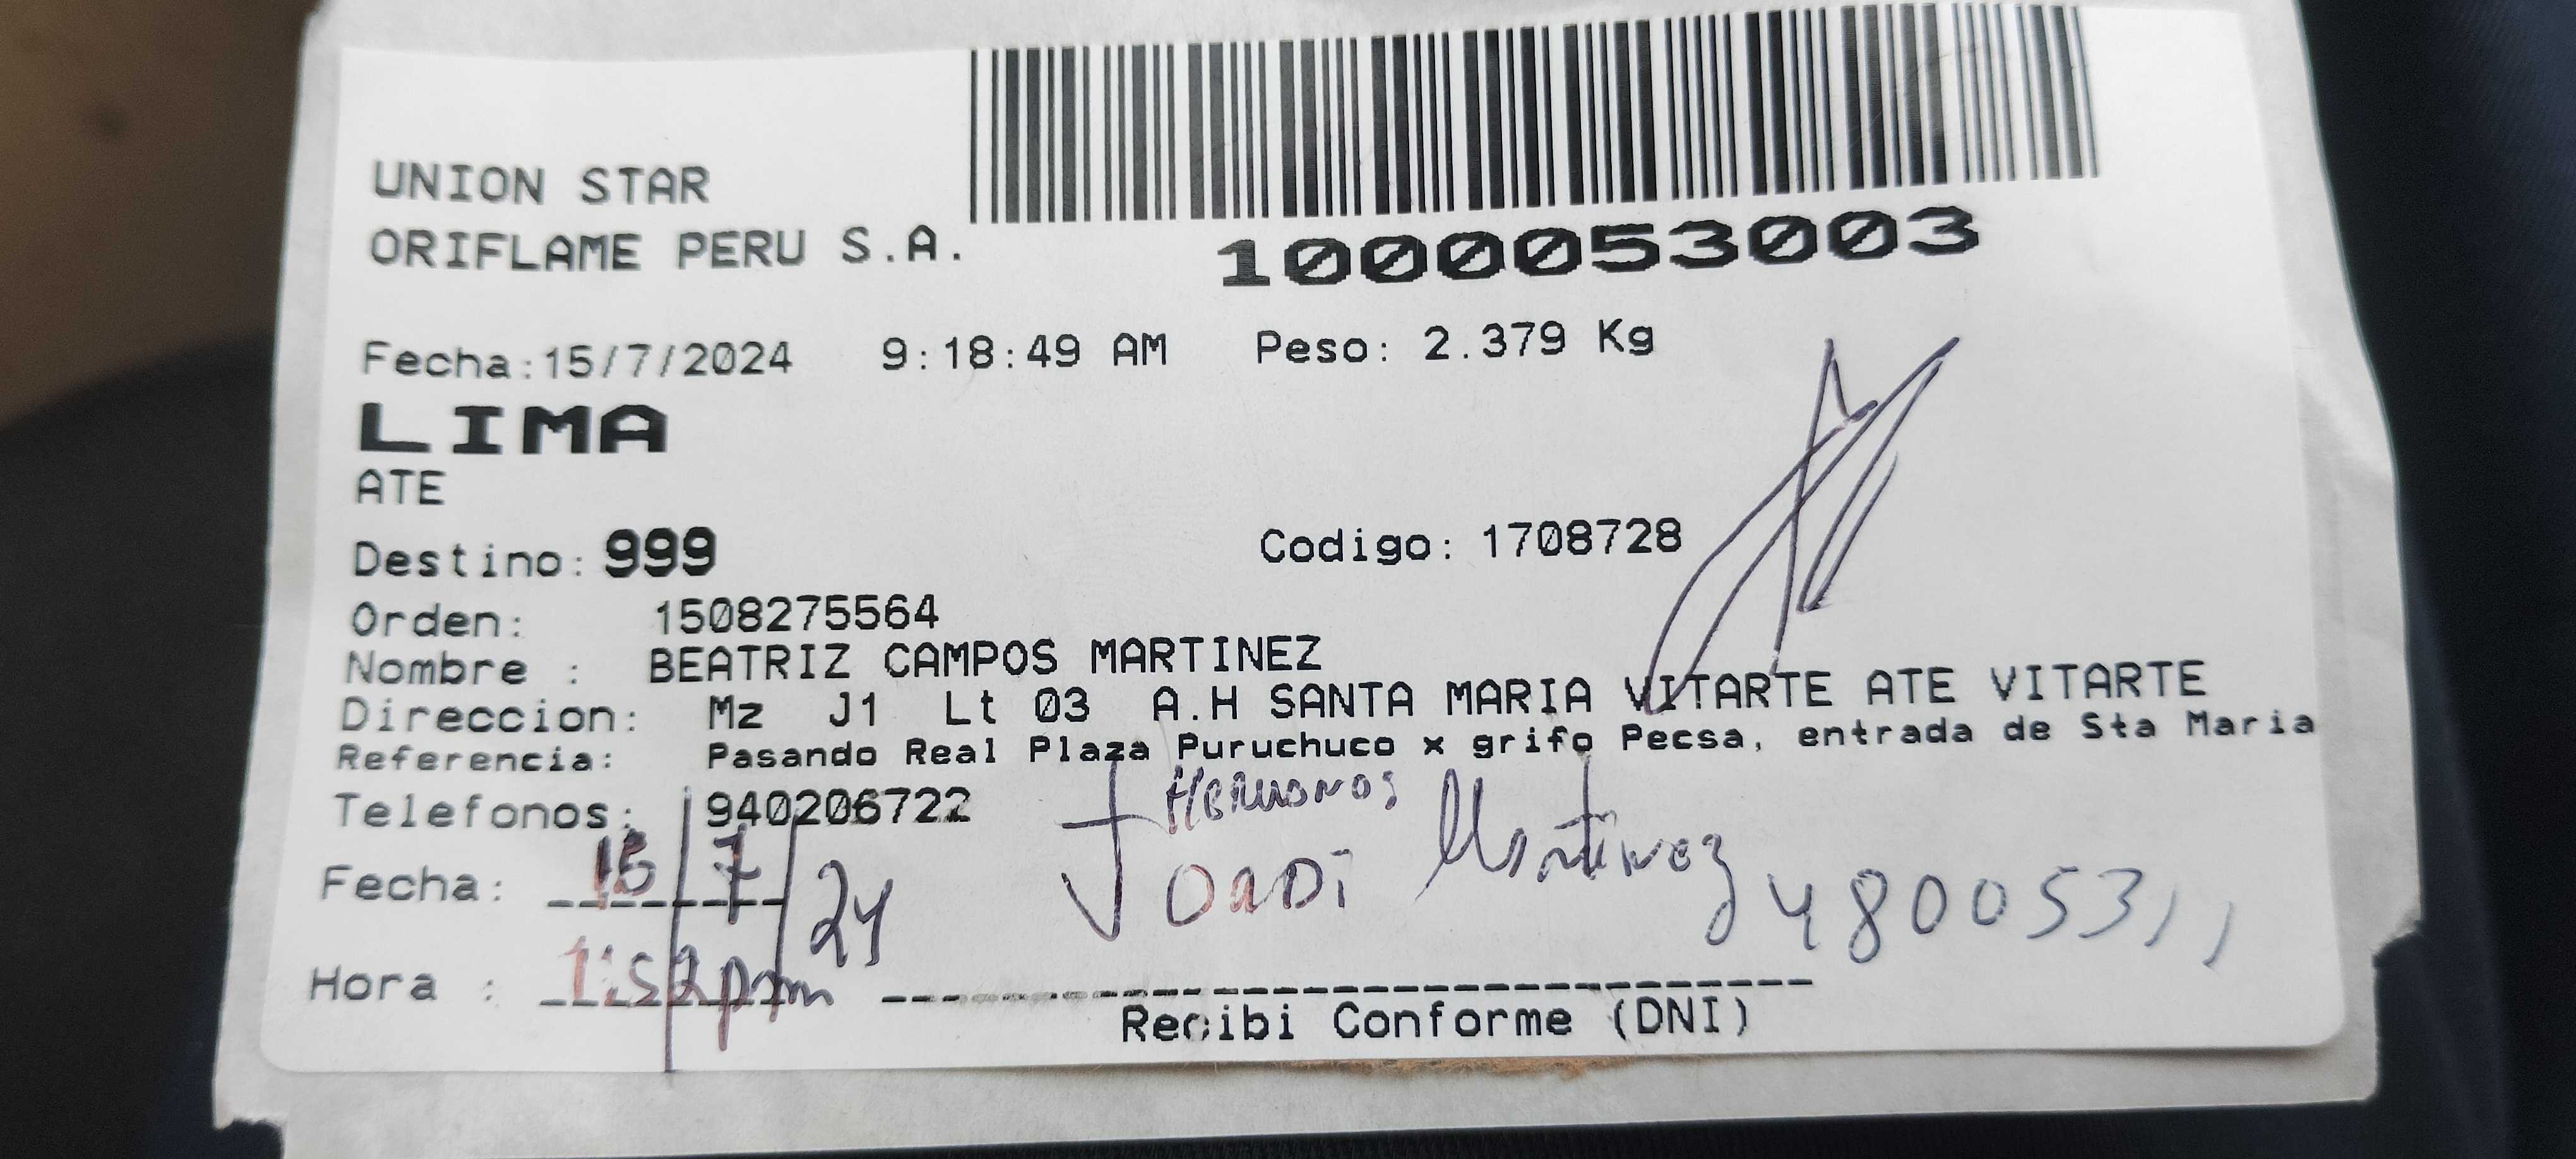 UNION STAR
ORIFLAME PERU S.A.
1000053003
Fecha:15/7/2024 9:18:49 AM Peso: 2.379 Kg
LIMA
ATE
Destino: 999 Codigo: 1708728
Orden: 1508275564
Nombre : BEATRIZ CAMPOS MARTINEZ
Direccion: Mz J1 Lt 03 A.H SANTA MARIA VITARTE ATE VITARTE
Referencia: Pasando Real Plaza Puruchuco x grifo Pecsa, entrada de Sta Maria
Telefonos: 940206722
Hermanos
Fecha: 15/7/24 Martinez 48005311
Hora : 1:52pm
Recibi Conforme (DNI)